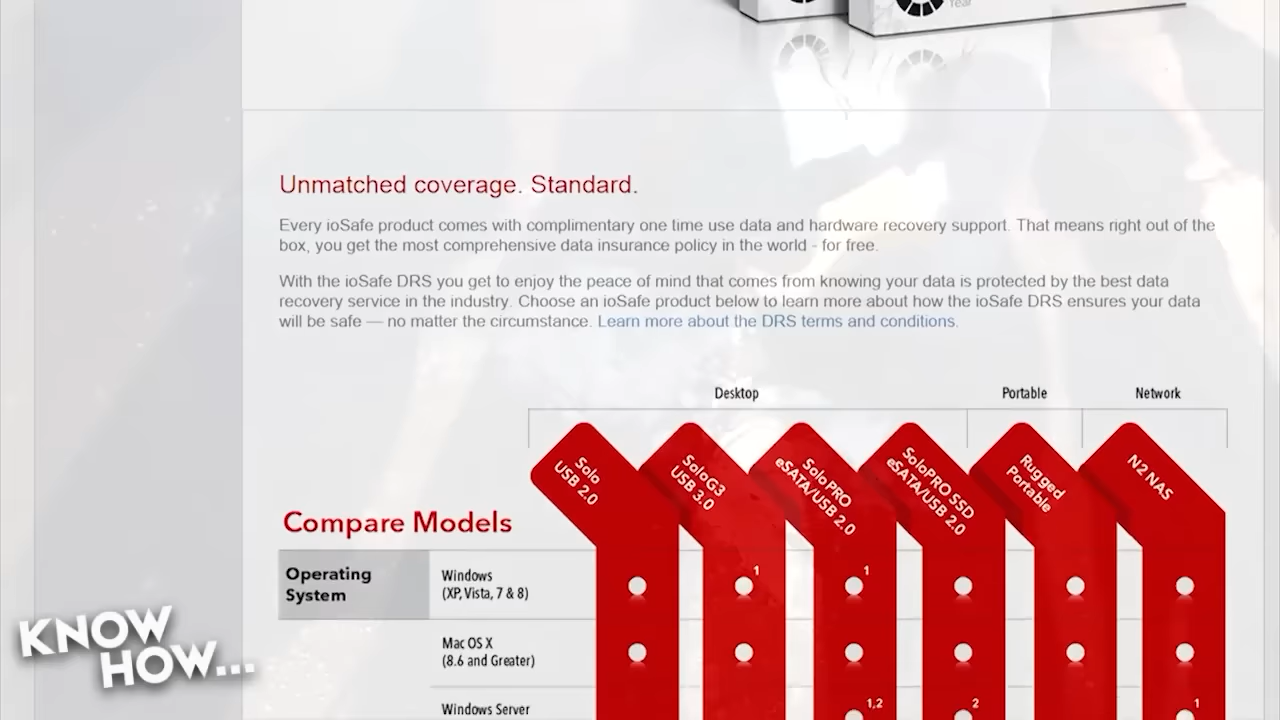 Year
Unmatched coverage. Standard.
Every ioSafe product comes with complimentary one time use data and hardware recovery support. That means right out of the
box, you get the most comprehensive data insurance policy in the world - for free.
With the ioSafe DRS you get to enjoy the peace of mind that comes from knowing your data is protected by the best data
recovery service in the industry. Choose an ioSafe product below to learn more about how the ioSafe DRS ensures your data
will be safe — no matter the circumstance. Learn more about the DRS terms and conditions.
Desktop
Portable
Network
Solo
USB 2.0
SoloG3
USB 3.0
Solo PRO
eSATA/USB 2.0
SoloPRO SSD
eSATA/USB 2.0
Rugged
Portable
N2 NAS
Compare Models
Operating
System
Windows
(XP, Vista, 7 & 8)
1
1
Mac OS X
(8.6 and Greater)
Windows Server
1,2
2
1
KNOW
HOW...